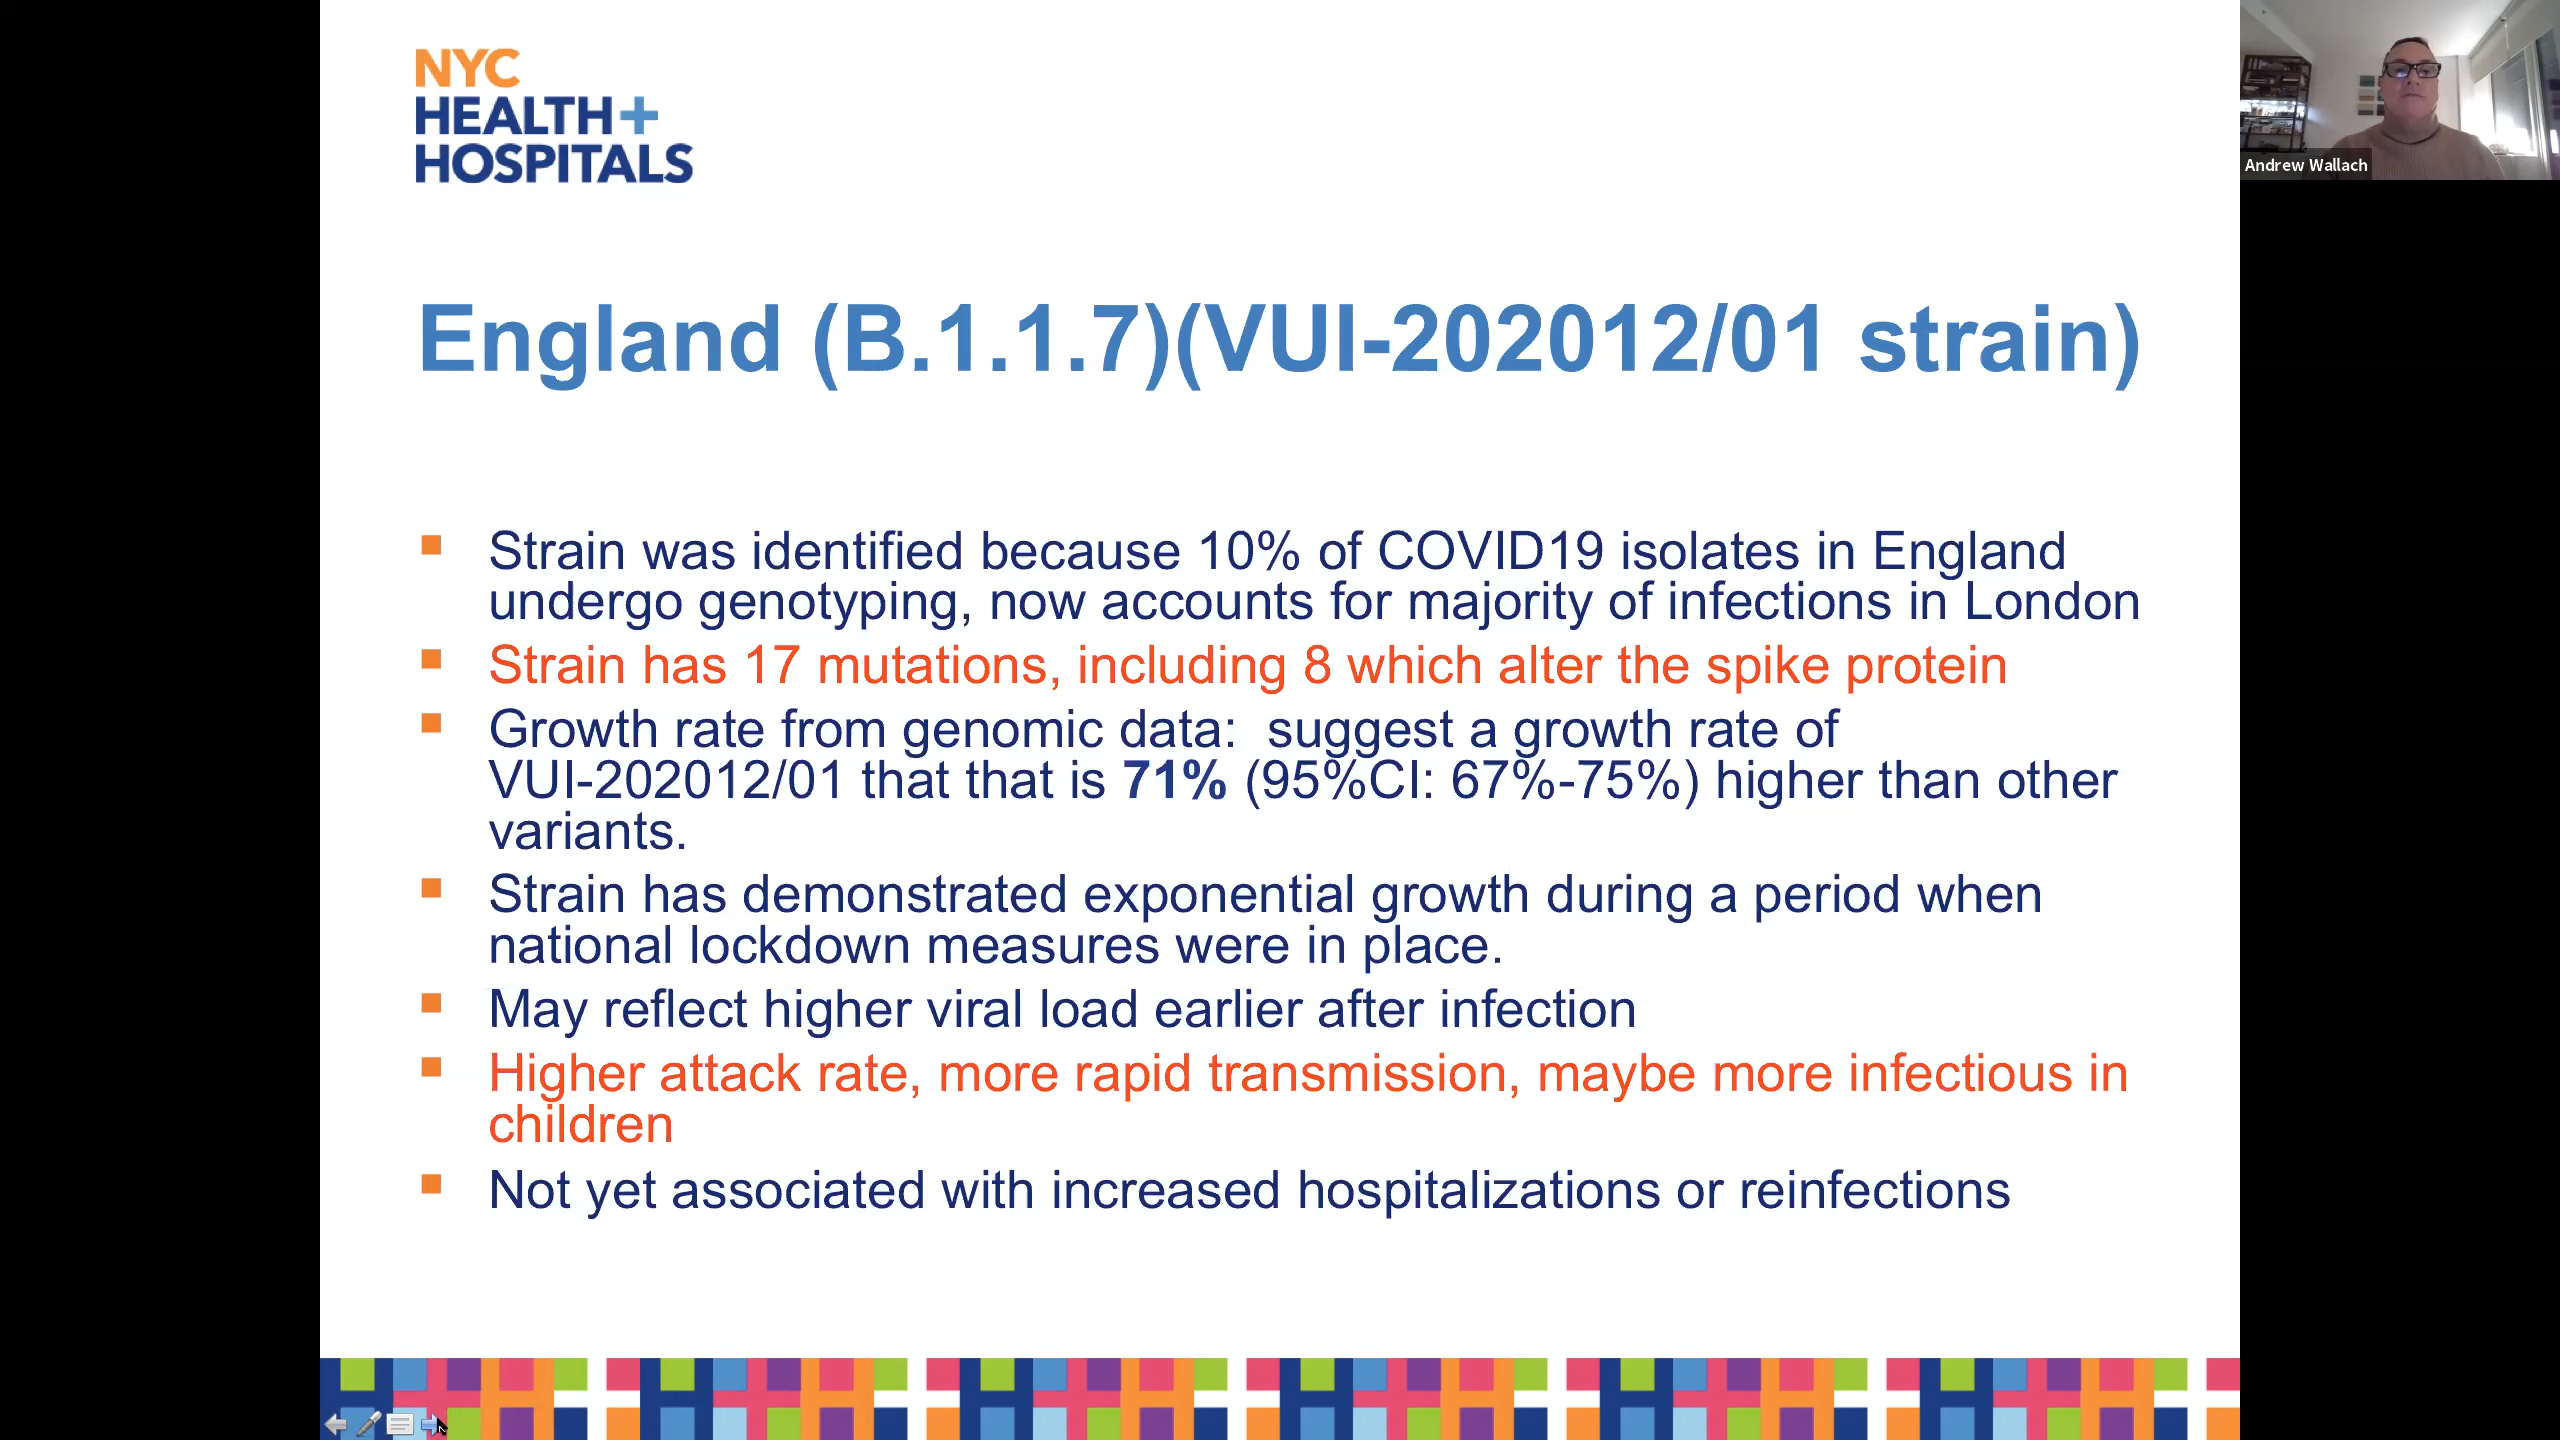 NYC
HEALTH+
HOSPITALS
Andrew Wallach
England (B.1.1.7)(VUI-202012/01 strain)
Strain was identified because 10% of COVID19 isolates in England
undergo genotyping, now accounts for majority of infections in London
Strain has 17 mutations, including 8 which alter the spike protein
Growth rate from genomic data:  suggest a growth rate of
VUI-202012/01 that that is 71% (95%CI: 67%-75%) higher than other
variants.
Strain has demonstrated exponential growth during a period when
national lockdown measures were in place.
May reflect higher viral load earlier after infection
Higher attack rate, more rapid transmission, maybe more infectious in
children
Not yet associated with increased hospitalizations or reinfections